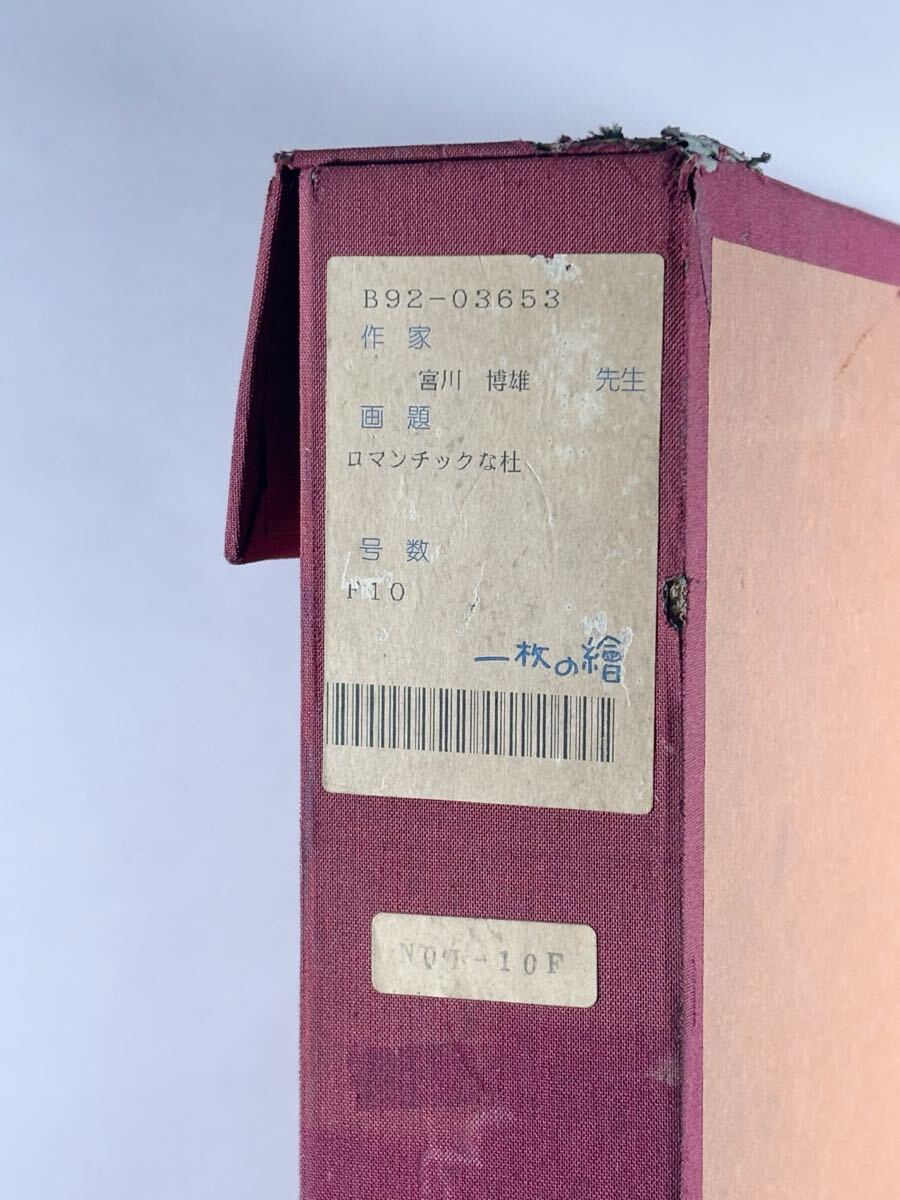 B92-03653
作 家
宮川 博雄 先生
画 題
ロマンチックな杜
号 数
F10
一枚の繪
N01-10F